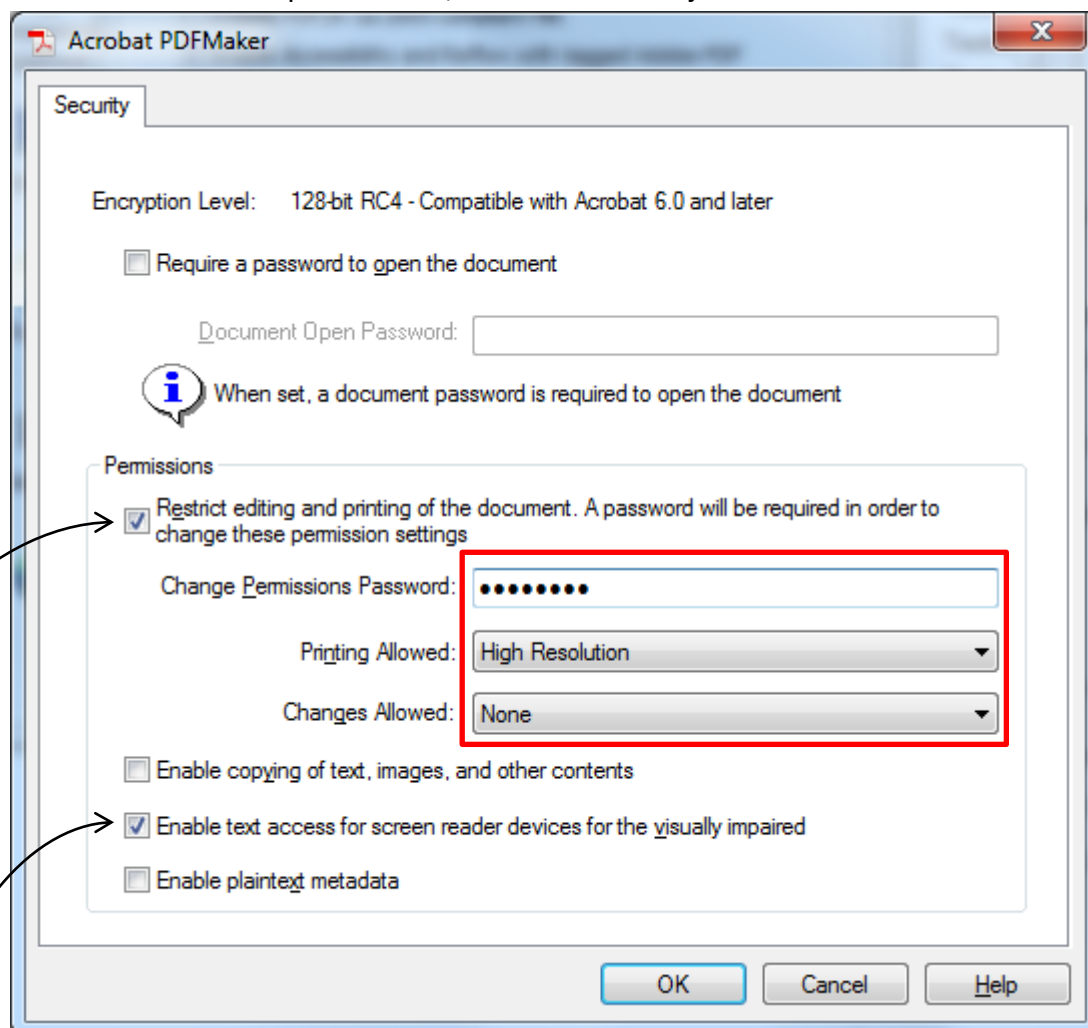 Acrobat PDFMaker
Security
Encryption Level: 128-bit RC4 - Compatible with Acrobat 6.0 and later
Require a password to open the document
Document Open Password:
When set, a document password is required to open the document
Permissions
Restrict editing and printing of the document. A password will be required in order to
change these permission settings
Change Permissions Password: ●●●●●●●●
Printing Allowed: High Resolution
Changes Allowed: None
Enable copying of text, images, and other contents
Enable text access for screen reader devices for the visually impaired
Enable plaintext metadata
OK Cancel Help